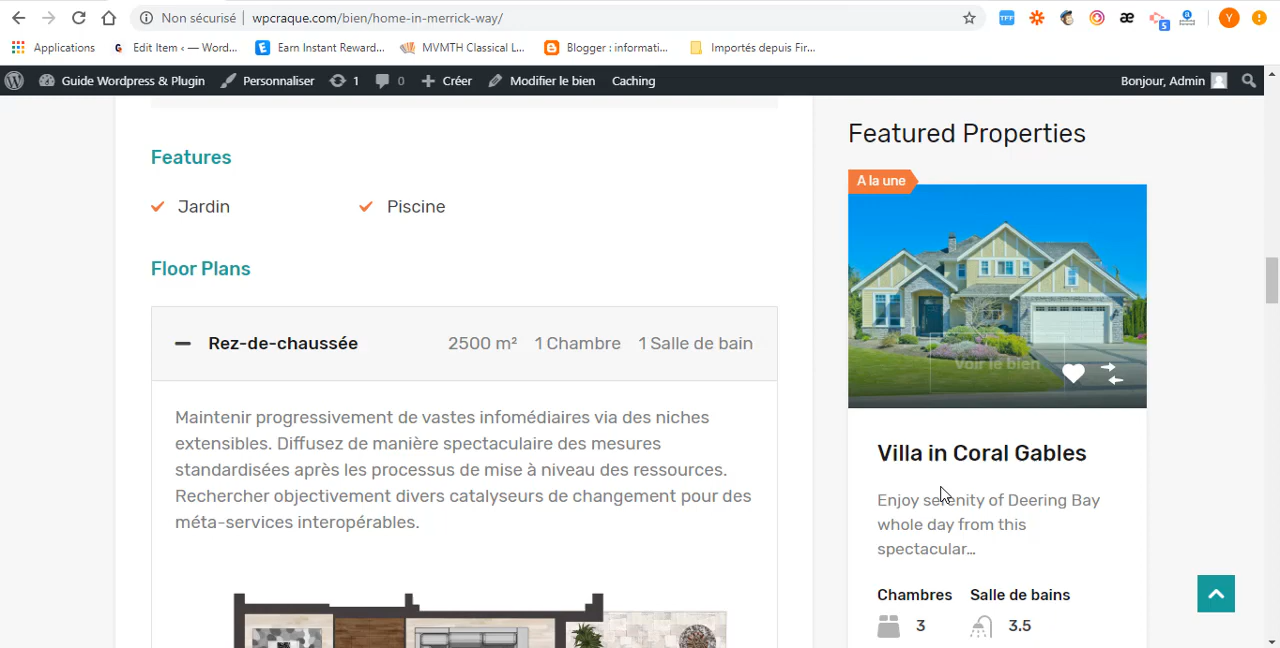 Non sécurisé wpcraque.com/bien/home-in-merrick-way/
Applications Edit Item ‹ — Word... Earn Instant Rewar... MVMTH Classical L... Blogger : informati... Importés depuis Fir...
Guide Wordpress & Plugin Personnaliser 1 0 Créer Modifier le bien Caching Bonjour, Admin
Features
Jardin Piscine
Floor Plans
Rez-de-chaussée 2500 m² 1 Chambre 1 Salle de bain
Maintenir progressivement de vastes infomédiaires via des niches
extensibles. Diffusez de manière spectaculaire des mesures
standardisées après les processus de mise à niveau des ressources.
Rechercher objectivement divers catalyseurs de changement pour des
méta-services interopérables.
Featured Properties
A la une
Voir le bien
Villa in Coral Gables
Enjoy serenity of Deering Bay
whole day from this
spectacular...
Chambres Salle de bains
3 3.5
TFF
æ
5
Y